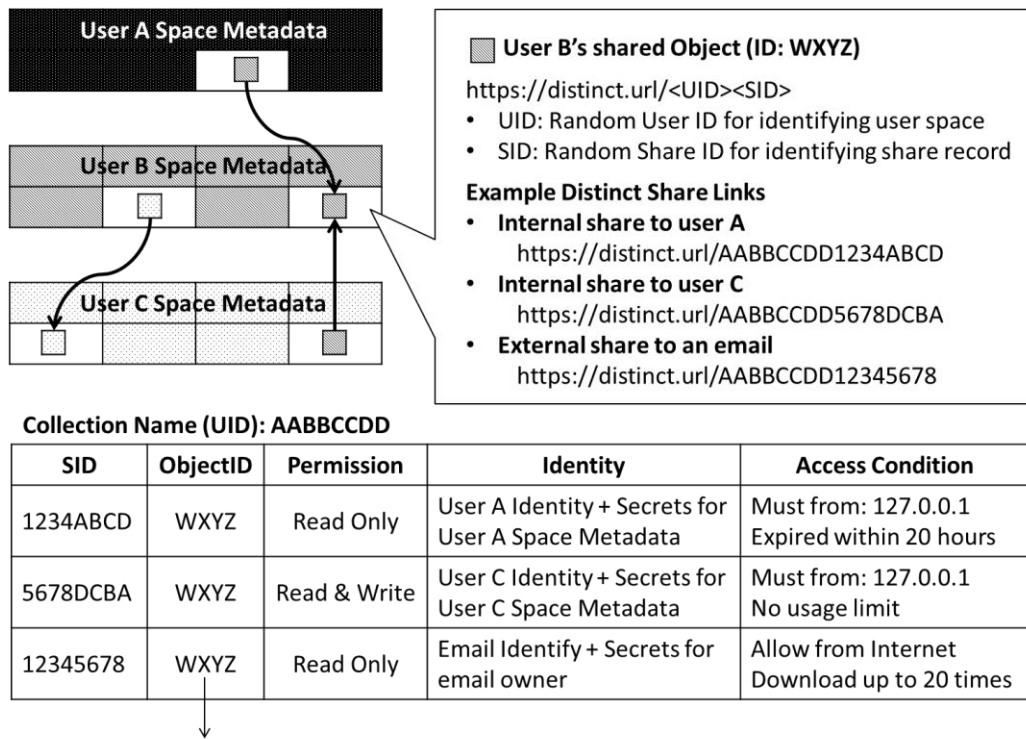 User A Space Metadata
User B Space Metadata
User C Space Metadata
User B's shared Object (ID: WXYZ)
https://distinct.url/<UID><SID>
• UID: Random User ID for identifying user space
• SID: Random Share ID for identifying share record
Example Distinct Share Links
• Internal share to user A
https://distinct.url/AABBCCDD1234ABCD
• Internal share to user C
https://distinct.url/AABBCCDD5678DCBA
• External share to an email
https://distinct.url/AABBCCDD12345678
Collection Name (UID): AABBCCDD
SID ObjectID Permission Identity Access Condition
1234ABCD WXYZ Read Only User A Identity + Secrets for User A Space Metadata Must from: 127.0.0.1 Expired within 20 hours
5678DCBA WXYZ Read & Write User C Identity + Secrets for User C Space Metadata Must from: 127.0.0.1 No usage limit
12345678 WXYZ Read Only Email Identify + Secrets for email owner Allow from Internet Download up to 20 times